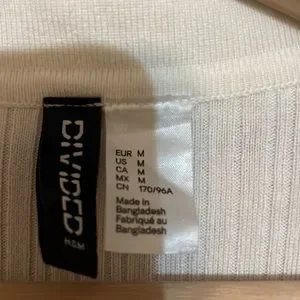 DIVIDED
H&M
EUR M
US M
CA M
MX M
CN 170/96A
Made in
Bangladesh
Fabriqué au
Bangladesh